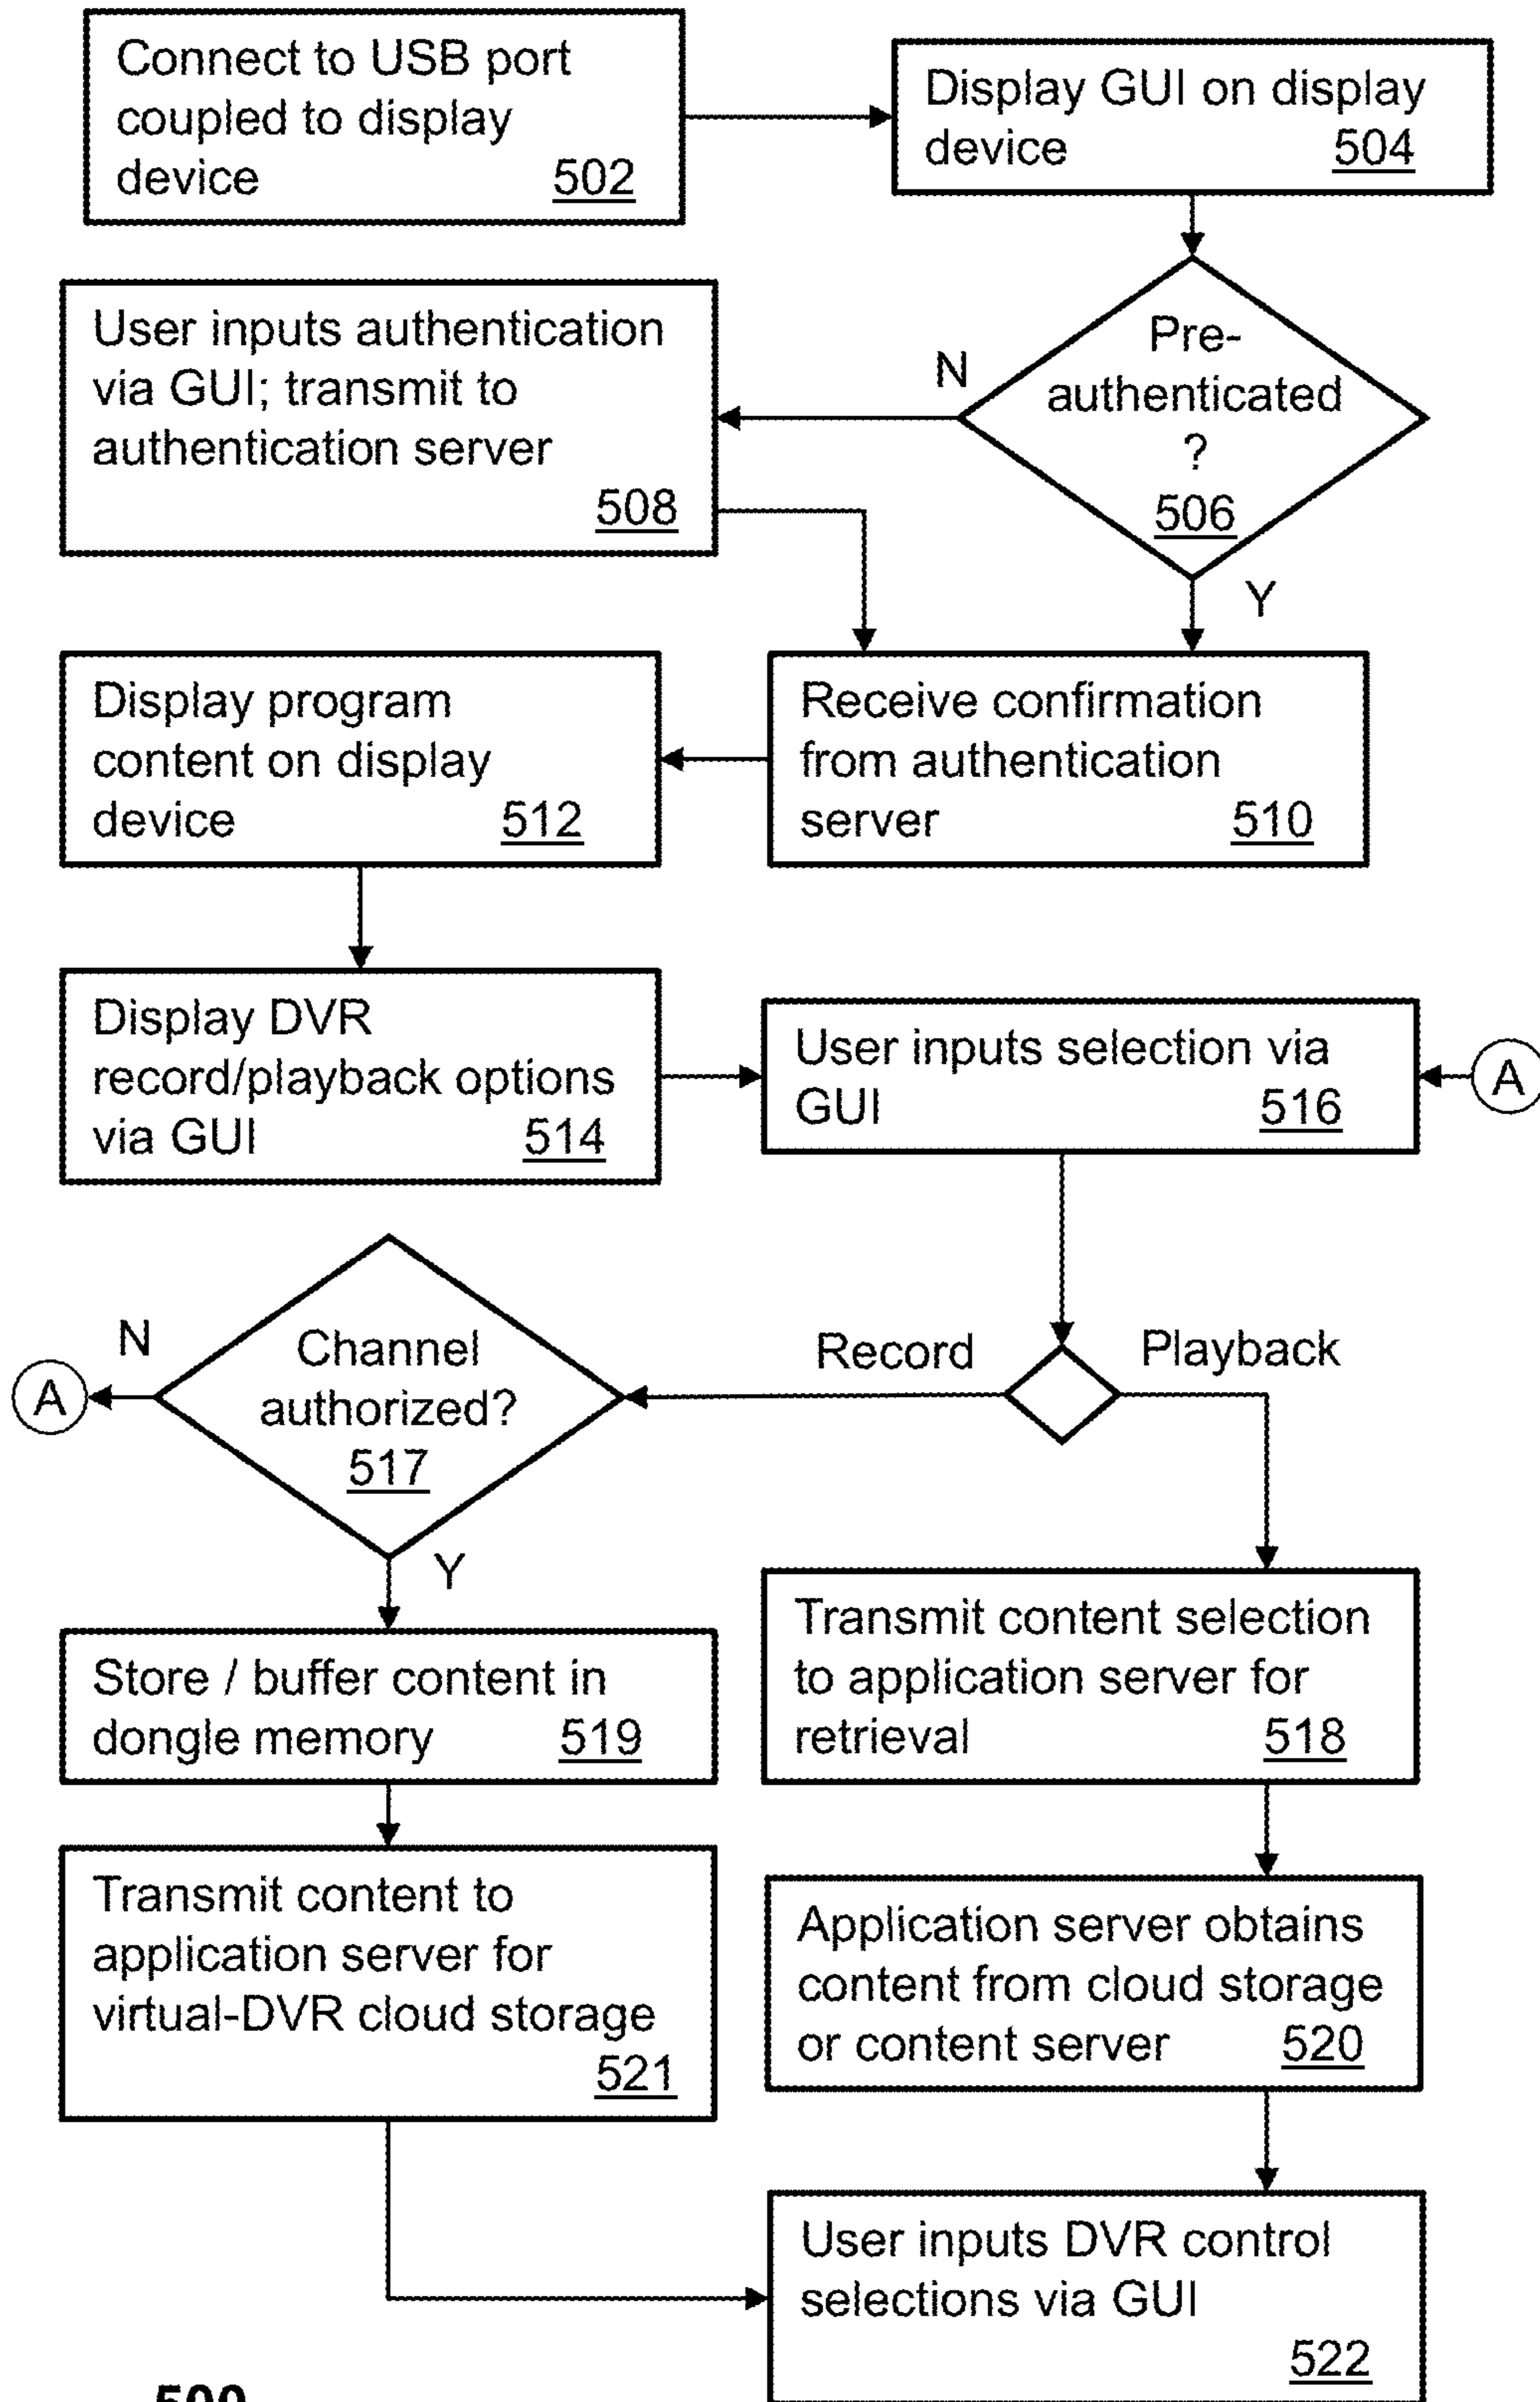 Connect to USB port
coupled to display
device 502
Display GUI on display
device 504
Pre-
authenticated
?
506
N
Y
User inputs authentication
via GUI; transmit to
authentication server
508
Receive confirmation
from authentication
server 510
Display program
content on display
device 512
Display DVR
record/playback options
via GUI 514
User inputs selection via
GUI 516
A
Record
Playback
Channel
authorized?
517
N
A
Y
Store / buffer content in
dongle memory 519
Transmit content to
application server for
virtual-DVR cloud storage
521
Transmit content selection
to application server for
retrieval 518
Application server obtains
content from cloud storage
or content server 520
User inputs DVR control
selections via GUI
522
500